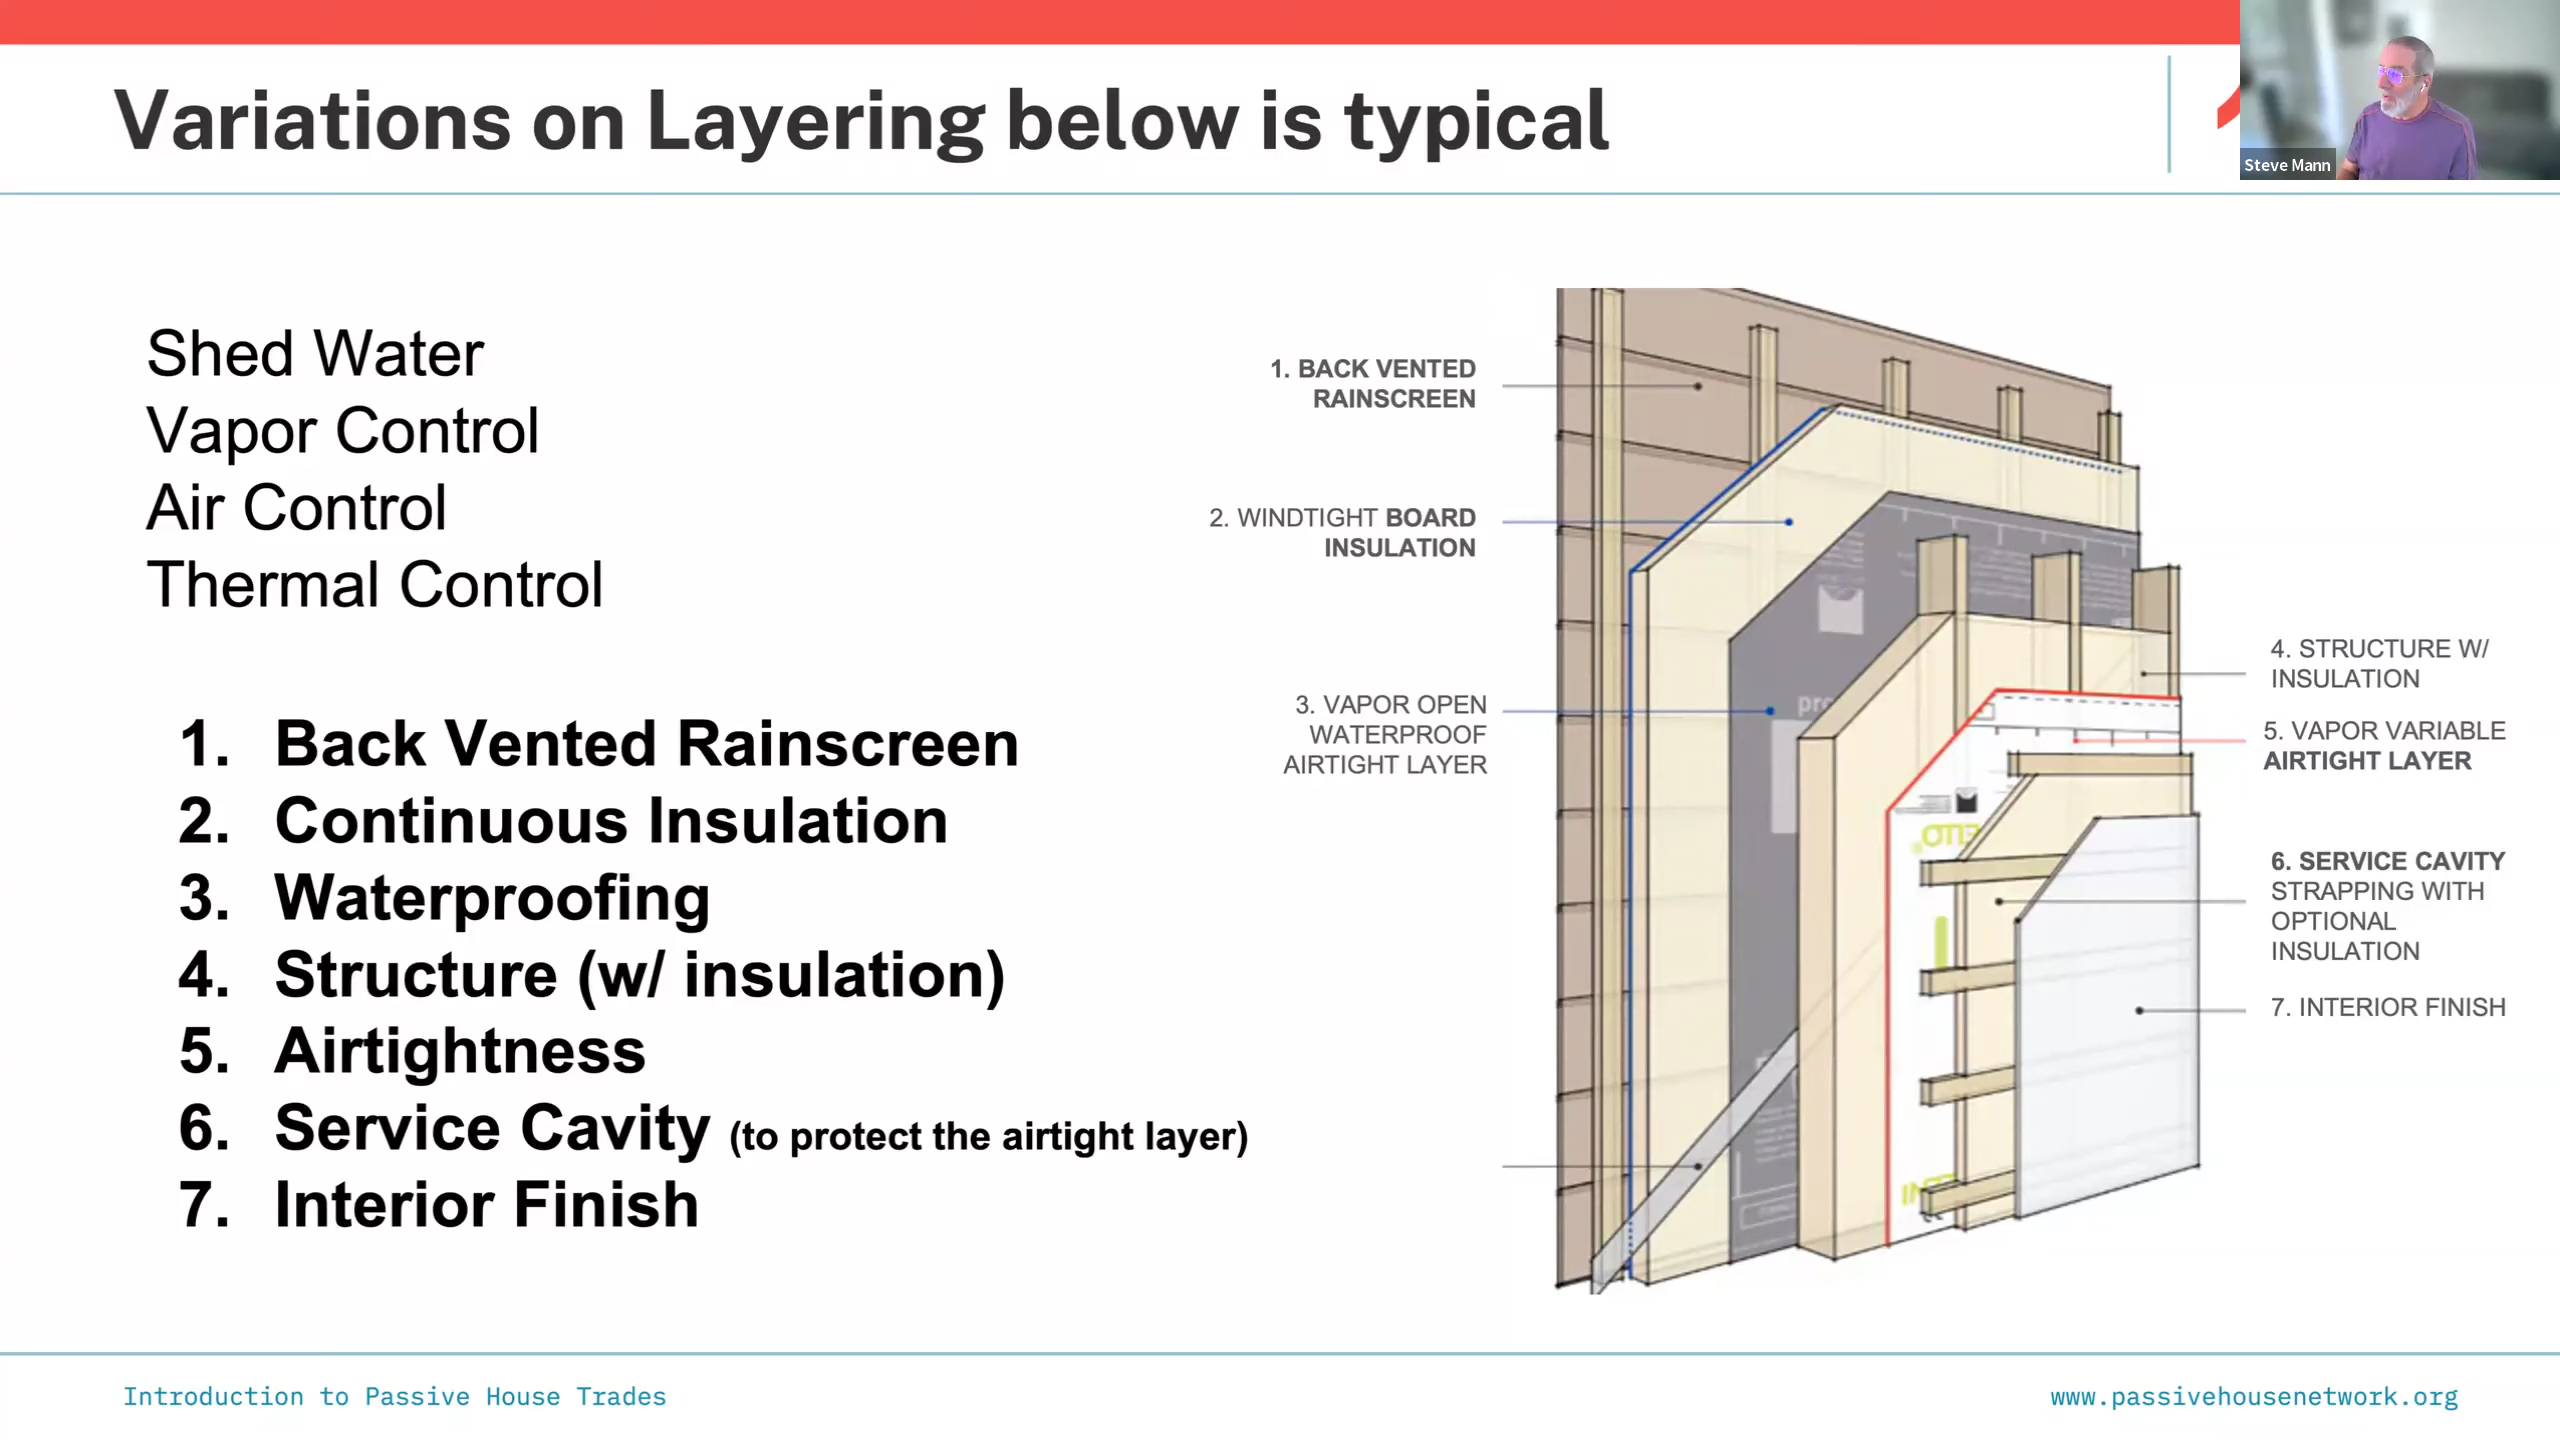 Variations on Layering below is typical
Steve Mann
Shed Water
Vapor Control
Air Control
Thermal Control
1. Back Vented Rainscreen
2. Continuous Insulation
3. Waterproofing
4. Structure (w/ insulation)
5. Airtightness
6. Service Cavity (to protect the airtight layer)
7. Interior Finish
1. BACK VENTED
RAINSCREEN
2. WINDTIGHT BOARD
INSULATION
3. VAPOR OPEN
WATERPROOF
AIRTIGHT LAYER
4. STRUCTURE W/
INSULATION
5. VAPOR VARIABLE
AIRTIGHT LAYER
6. SERVICE CAVITY
STRAPPING WITH
OPTIONAL
INSULATION
7. INTERIOR FINISH
Introduction to Passive House Trades
www.passivehousenetwork.org